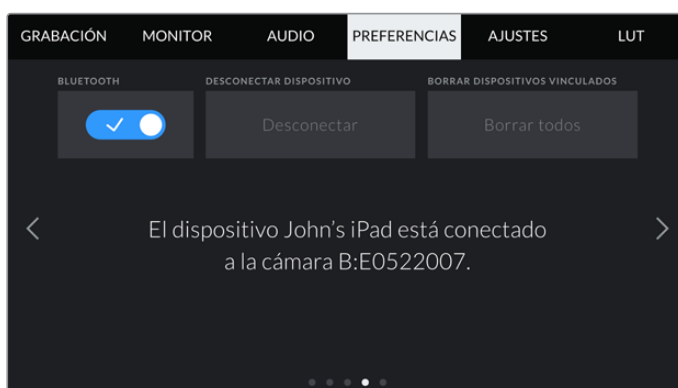 GRABACIÓN MONITOR AUDIO PREFERENCIAS AJUSTES LUT
BLUETOOTH DESCONECTAR DISPOSITIVO BORRAR DISPOSITIVOS VINCULADOS
Desconectar Borrar todos
El dispositivo John’s iPad está conectado
a la cámara B:E0522007.